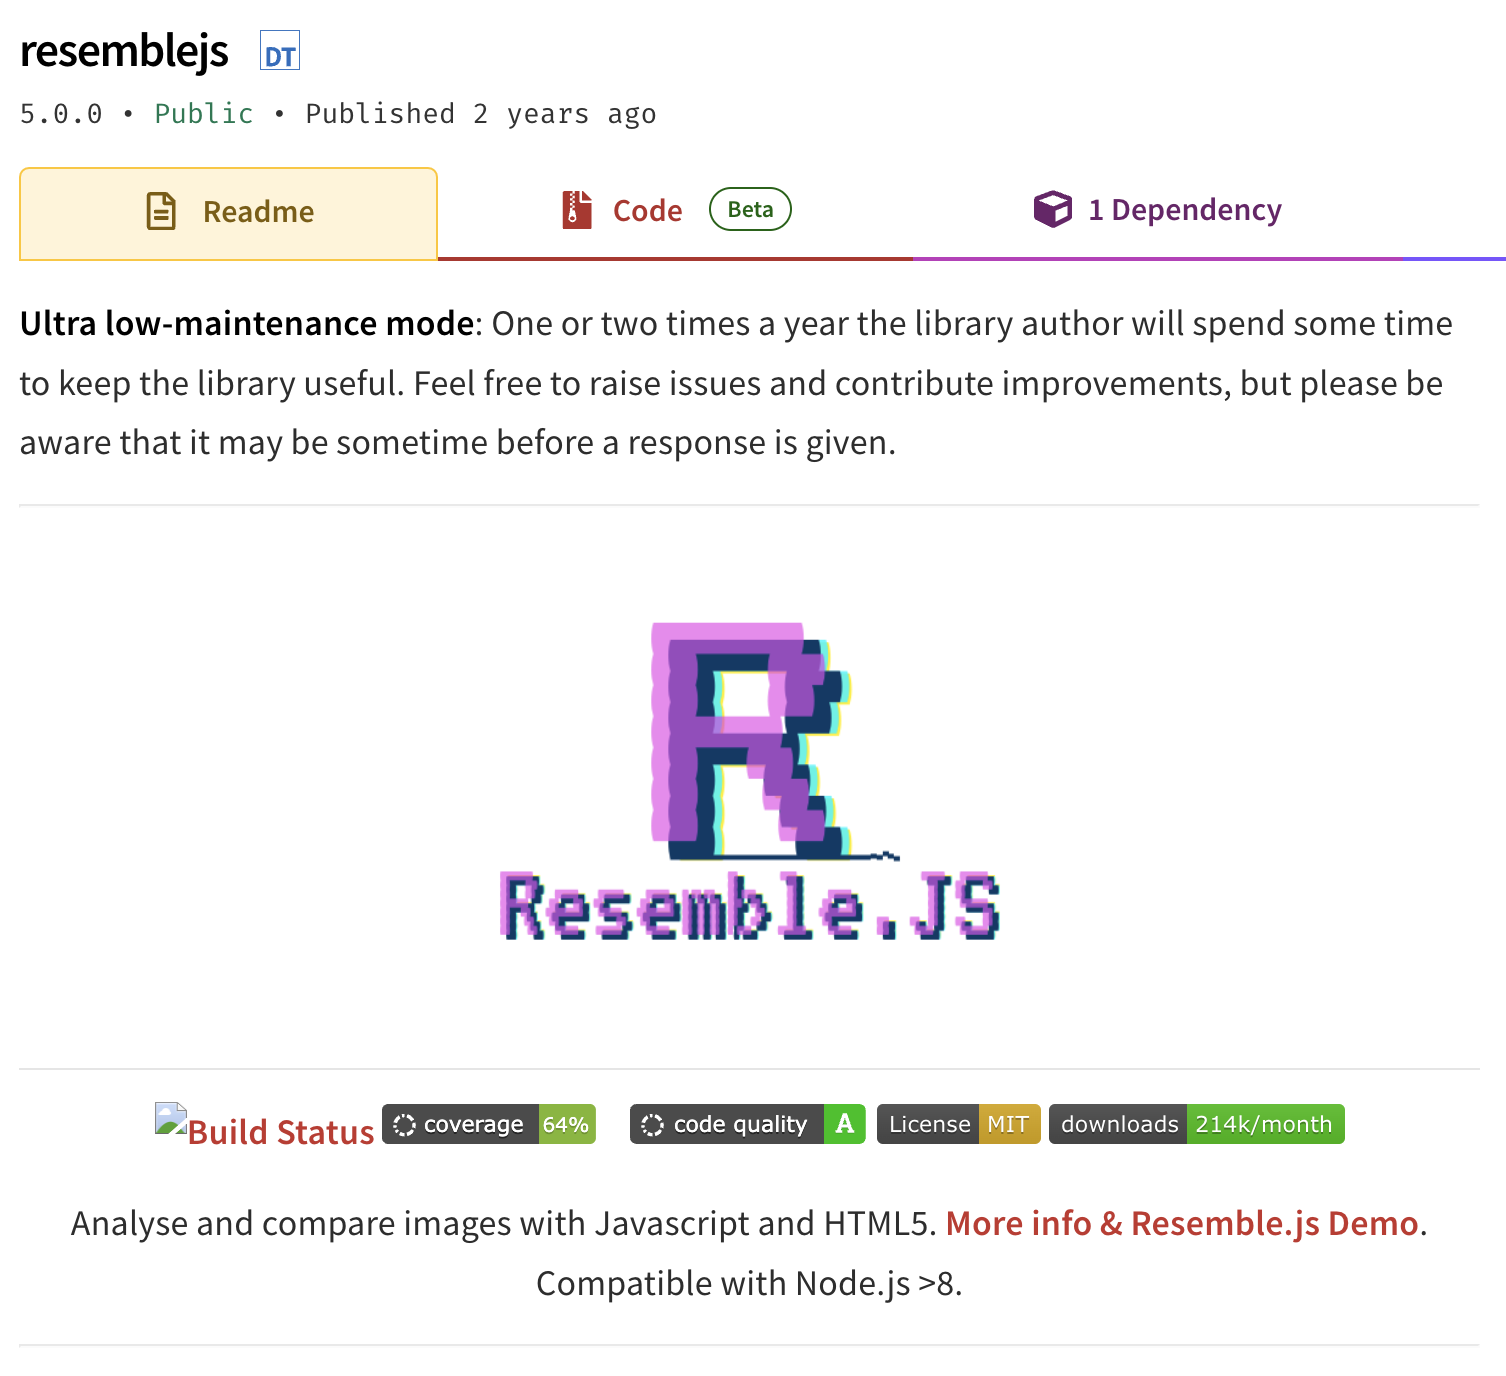 resemblejs DT
5.0.0 • Public • Published 2 years ago
Readme Code Beta 1 Dependency
Ultra low-maintenance mode: One or two times a year the library author will spend some time
to keep the library useful. Feel free to raise issues and contribute improvements, but please be
aware that it may be sometime before a response is given.
R
Resemble.JS
Build Status coverage 64% code quality A License MIT downloads 214k/month
Analyse and compare images with Javascript and HTML5. More info & Resemble.js Demo.
Compatible with Node.js >8.